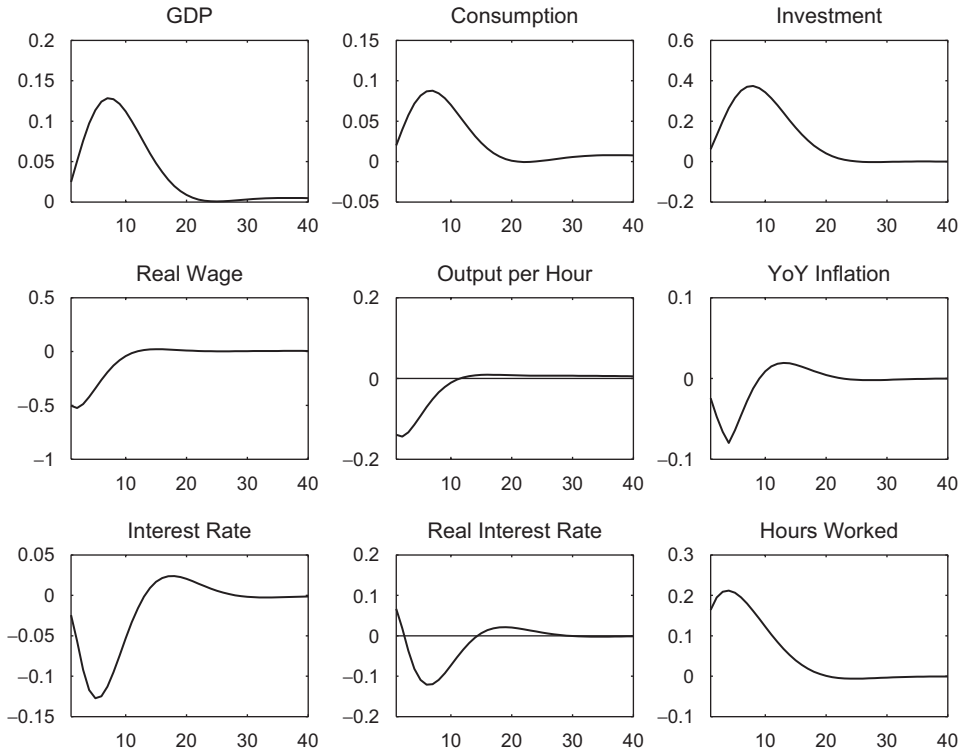 GDP
0.2
0.15
0.1
0.05
0
10 20 30 40
Consumption
0.15
0.1
0.05
0
−0.05
10 20 30 40
Investment
0.6
0.4
0.2
0
−0.2
10 20 30 40
Real Wage
0.5
0
−0.5
−1
10 20 30 40
Output per Hour
0.2
0
−0.2
10 20 30 40
YoY Inflation
0.1
0
−0.1
10 20 30 40
Interest Rate
0.05
0
−0.05
−0.1
−0.15
10 20 30 40
Real Interest Rate
0.2
0.1
0
−0.1
−0.2
10 20 30 40
Hours Worked
0.3
0.2
0.1
0
−0.1
10 20 30 40